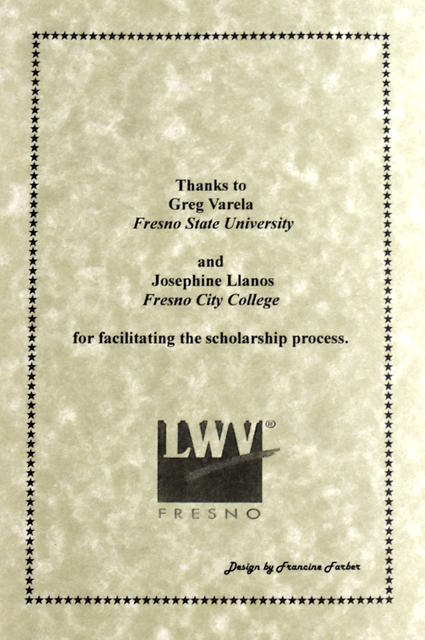 Thanks to
Greg Varela
Fresno State University
and
Josephine Llanos
Fresno City College
for facilitating the scholarship process.
LWV®
FRESNO
Design by Francine Farber